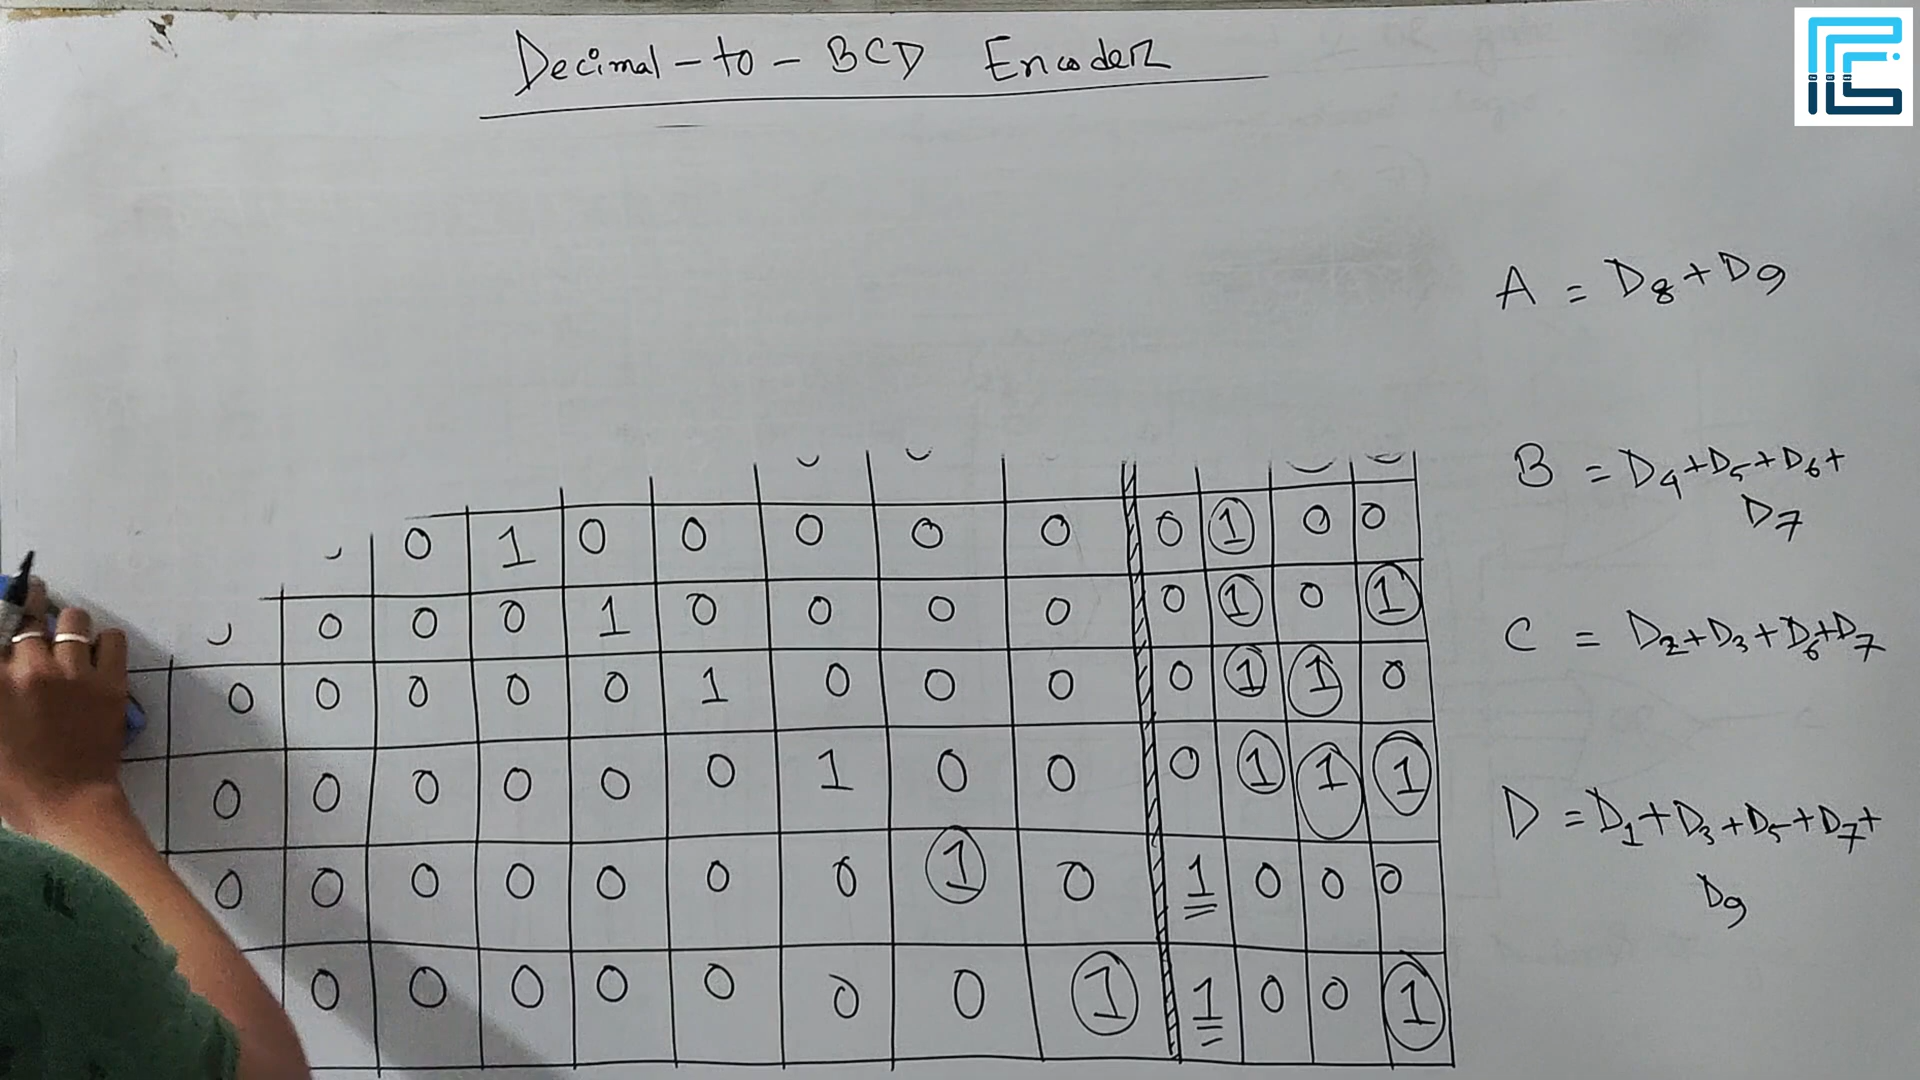 Decimal-to-BCD Encoder
A = D8+D9
B = D4+D5+D6+
D7
C = D2+D3+D6+D7
D = D1+D3+D5+D7+
D9
0 1 0 0 0 0 0 0 1 0 0
0 0 0 1 0 0 0 0 0 1 0 1
0 0 0 0 0 1 0 0 0 0 1 1 0
0 0 0 0 0 0 1 0 0 0 1 1 1
0 0 0 0 0 0 0 1 0 1 0 0 0
0 0 0 0 0 0 0 1 1 0 0 1